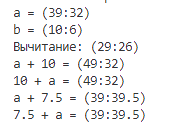 a = (39:32)
b = (10:6)
Вычитание: (29:26)
a + 10 = (49:32)
10 + a = (49:32)
a + 7.5 = (39:39.5)
7.5 + a = (39:39.5)